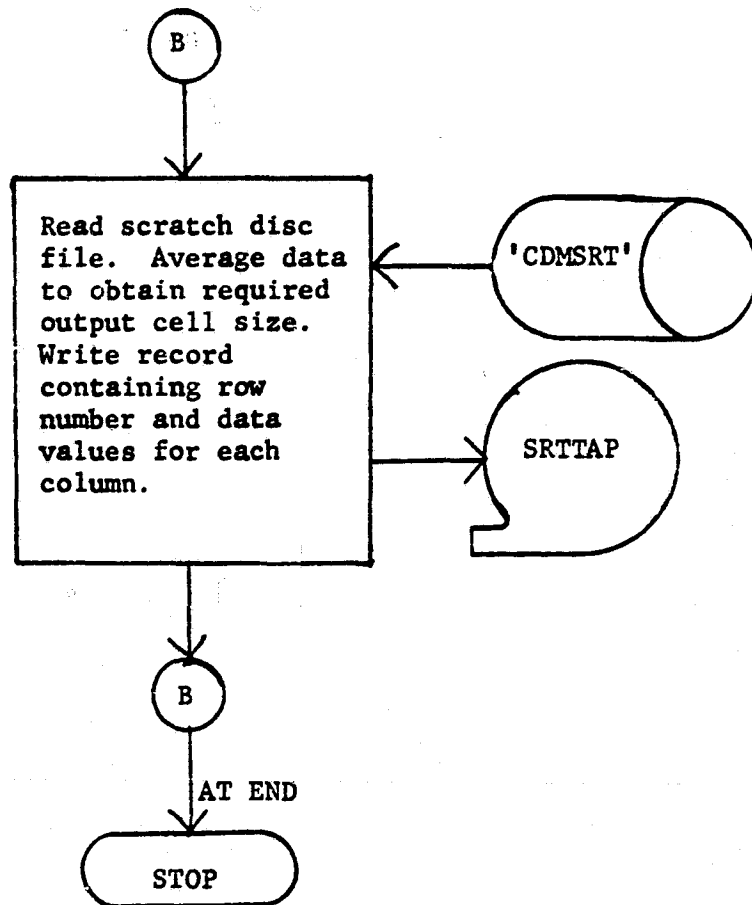 B
Read scratch disc
file. Average data
to obtain required
output cell size.
Write record
containing row
number and data
values for each
column.
'CDMSRT'
SRTTAP
B
AT END
STOP